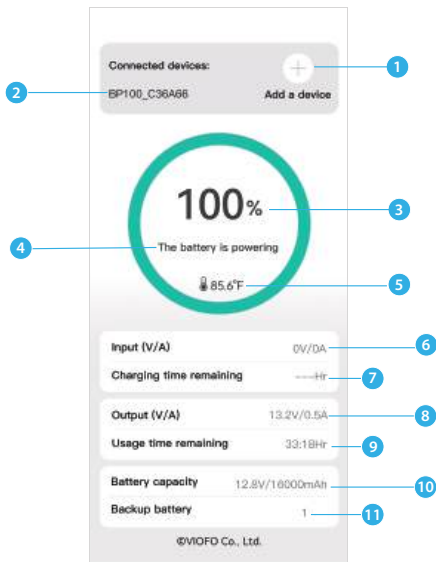 Connected devices:
1
2
BP100_C36A66
Add a device
100%
3
4
The battery is powering
85.6°F
5
Input (V/A)
0V/0A
6
Charging time remaining
---Hr
7
Output (V/A)
13.2V/0.5A
8
Usage time remaining
33:18Hr
9
Battery capacity
12.8V/16000mAh
10
Backup battery
1
11
©VIOFO Co., Ltd.